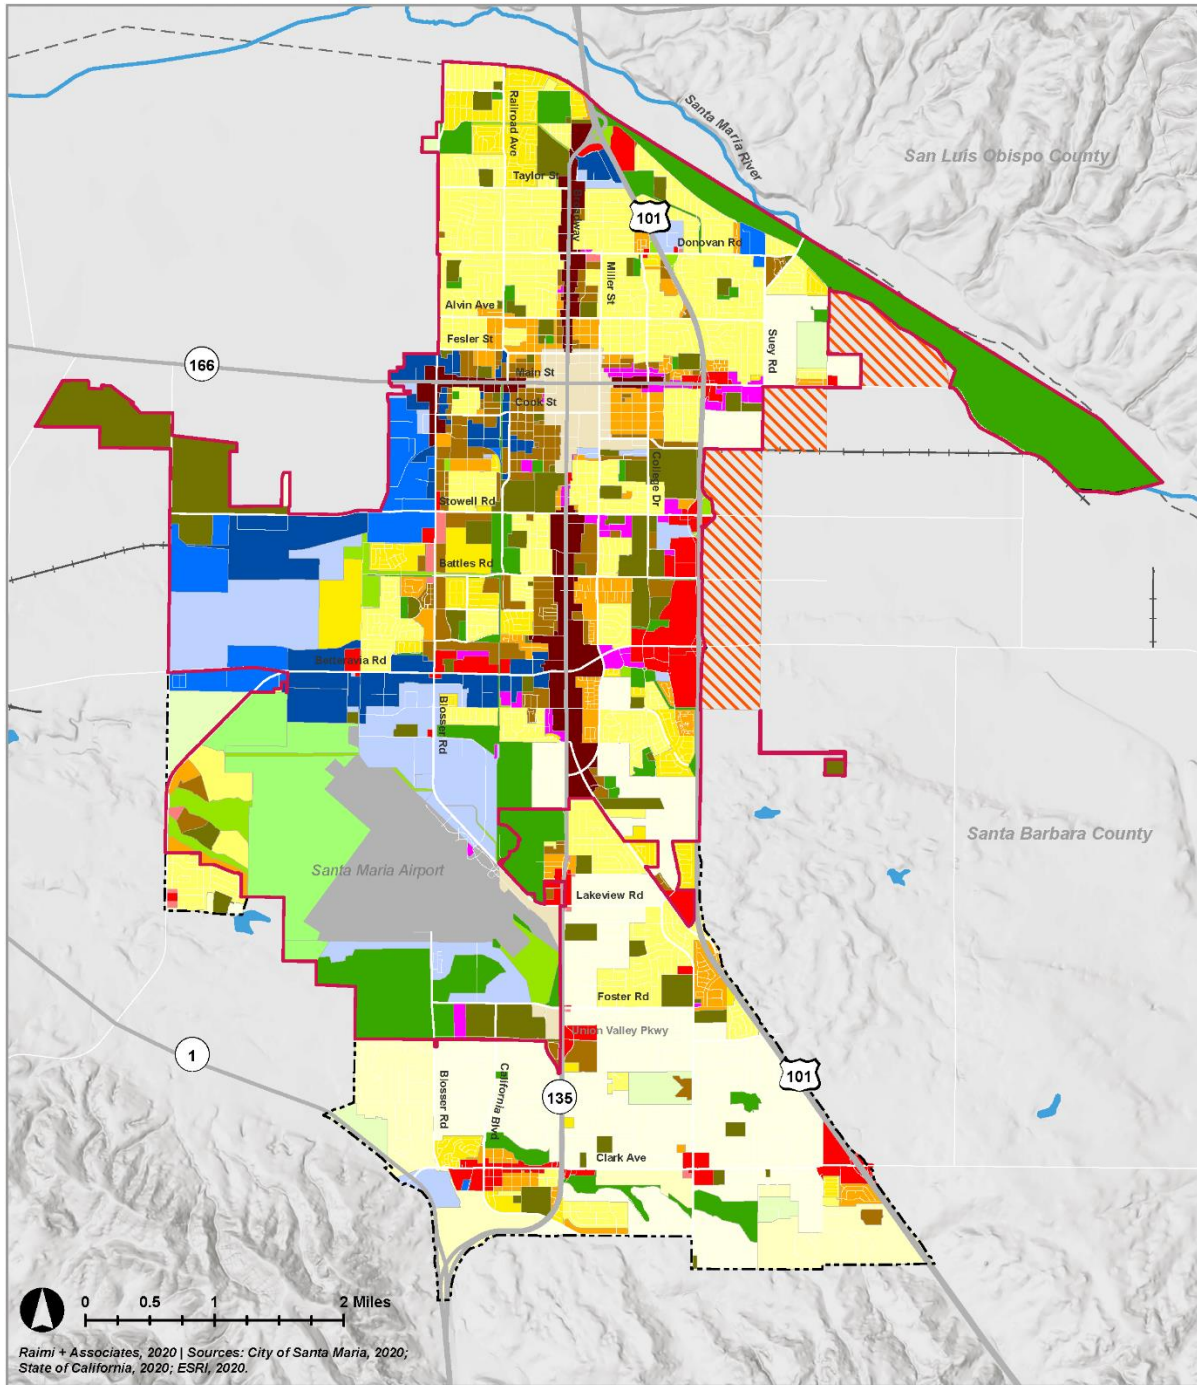 Railroad Ave
Santa Maria River
San Luis Obispo County
Taylor St
Broadway
101
Donovan Rd
Miller St
Alvin Ave
Fesler St
Suey Rd
166
Main St
Cook St
College Dr
Stowell Rd
Battles Rd
Betteravia Rd
Blosser Rd
Santa Barbara County
Santa Maria Airport
Lakeview Rd
Foster Rd
Union Valley Pkwy
1
101
Blosser Rd
California Blvd
135
Clark Ave
0 0.5 1 2 Miles
Raimi + Associates, 2020 | Sources: City of Santa Maria, 2020;
State of California, 2020; ESRI, 2020.